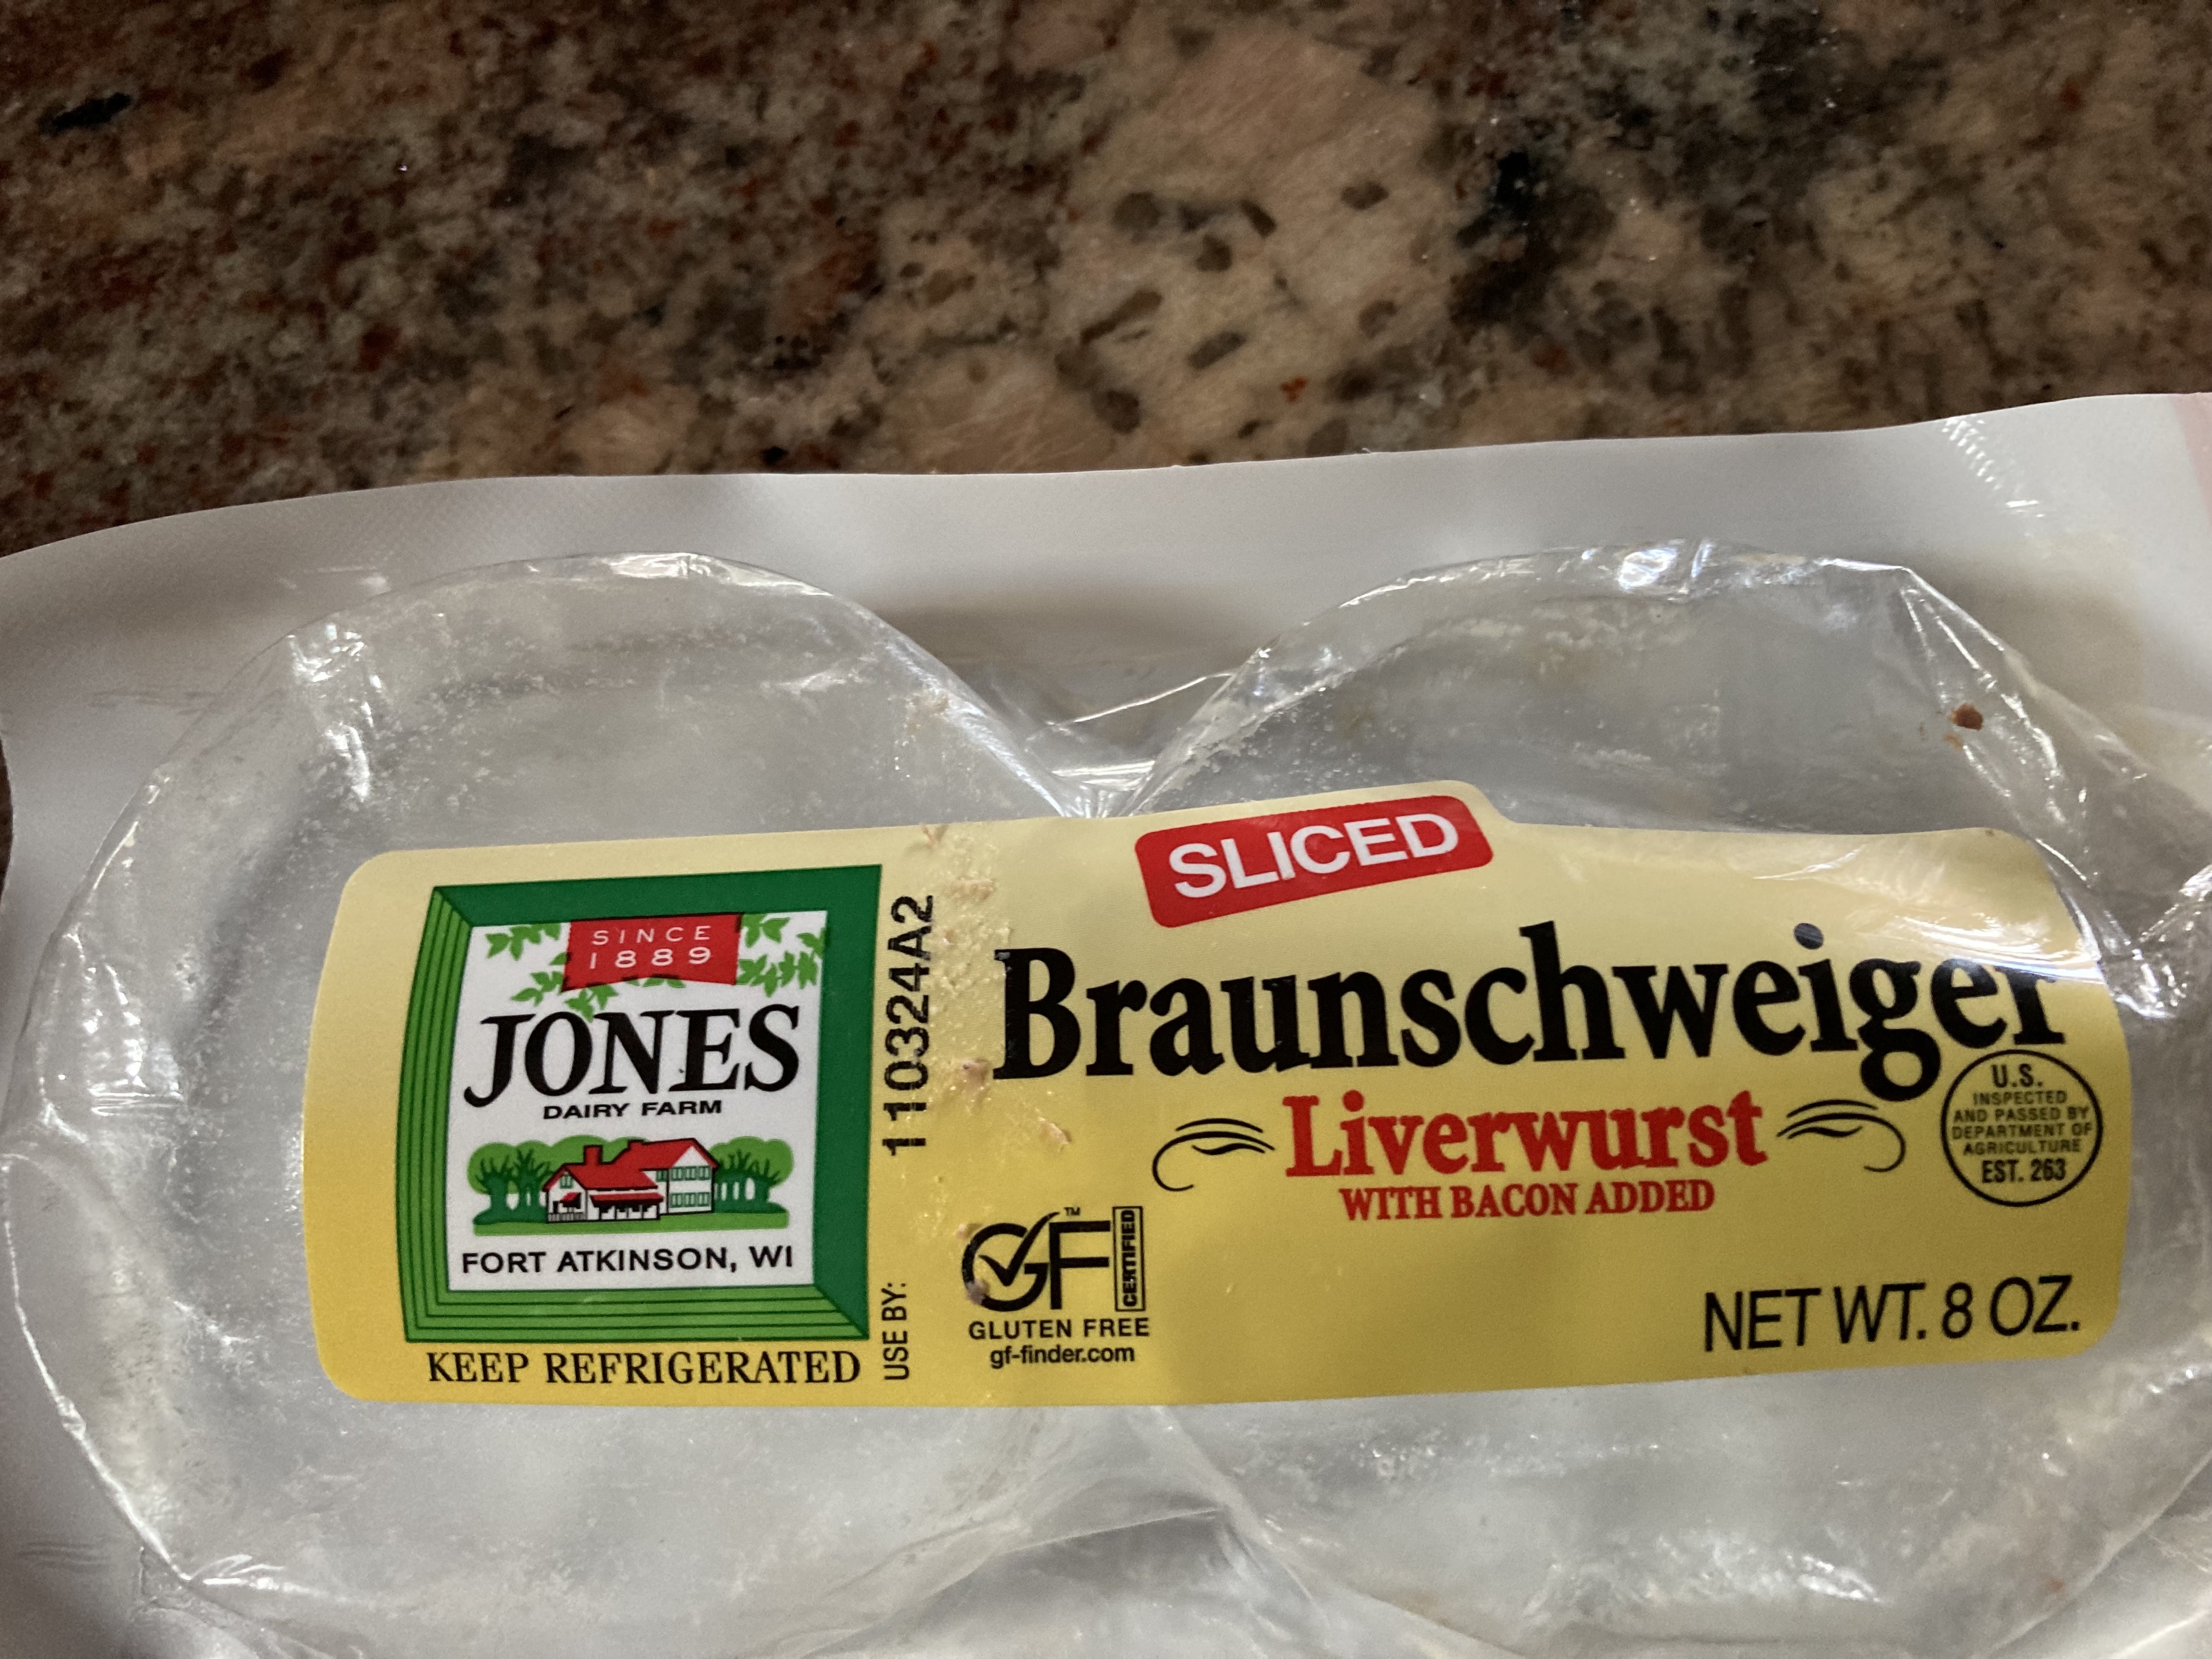 SLICED
SINCE
1889
JONES
DAIRY FARM
FORT ATKINSON, WI
KEEP REFRIGERATED
USE BY: 110324A2
Braunschweiger
Liverwurst
WITH BACON ADDED
U.S.
INSPECTED
AND PASSED BY
DEPARTMENT OF
AGRICULTURE
EST. 263
GF™ CERTIFIED
GLUTEN FREE
gf-finder.com
NET WT. 8 OZ.